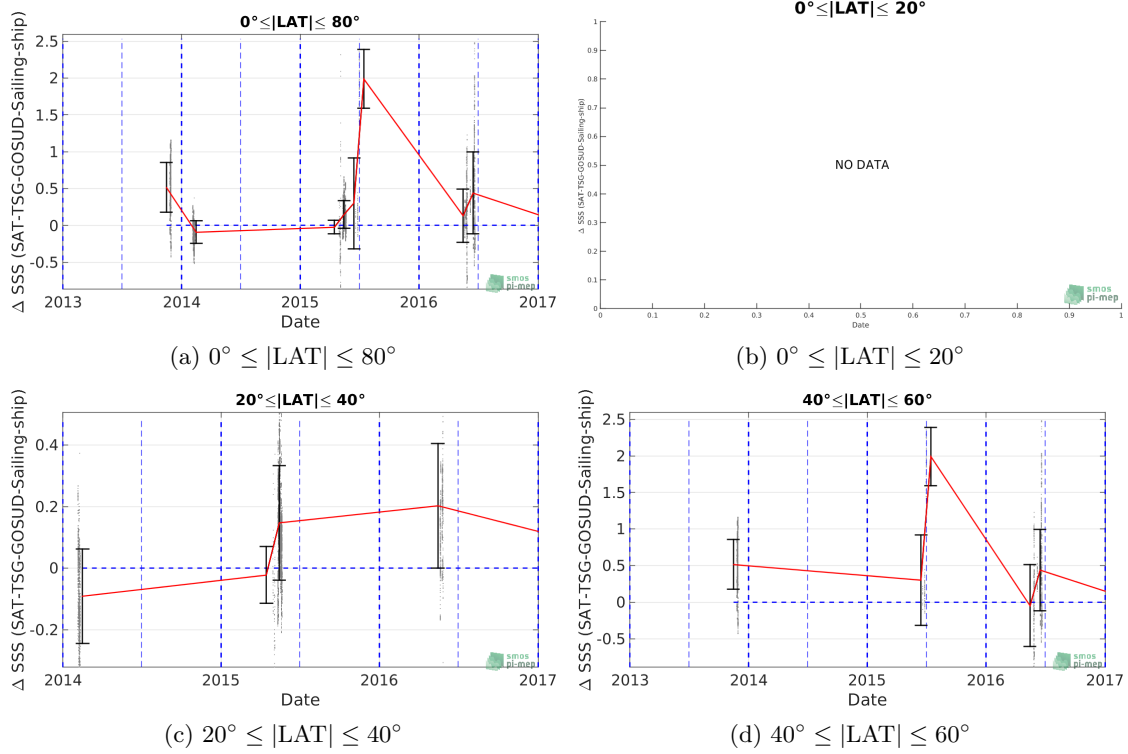 0°≤|LAT|≤ 80°
Δ SSS (SAT-TSG-GOSUD-Sailing-ship)
2.5
2
1.5
1
0.5
0
-0.5
2013
2014
2015
2016
2017
Date
smos
pi-mep
(a) 0° ≤ |LAT| ≤ 80°
0°≤|LAT|≤ 20°
Δ SSS (SAT-TSG-GOSUD-Sailing-ship)
1
0.9
0.8
0.7
0.6
0.5
0.4
0.3
0.2
0.1
0
NO DATA
0
0.1
0.2
0.3
0.4
0.5
0.6
0.7
0.8
0.9
1
Date
smos
pi-mep
(b) 0° ≤ |LAT| ≤ 20°
20°≤|LAT|≤ 40°
Δ SSS (SAT-TSG-GOSUD-Sailing-ship)
0.4
0.2
0
-0.2
2014
2015
2016
2017
Date
smos
pi-mep
(c) 20° ≤ |LAT| ≤ 40°
40°≤|LAT|≤ 60°
Δ SSS (SAT-TSG-GOSUD-Sailing-ship)
2.5
2
1.5
1
0.5
0
-0.5
2013
2014
2015
2016
2017
Date
smos
pi-mep
(d) 40° ≤ |LAT| ≤ 60°